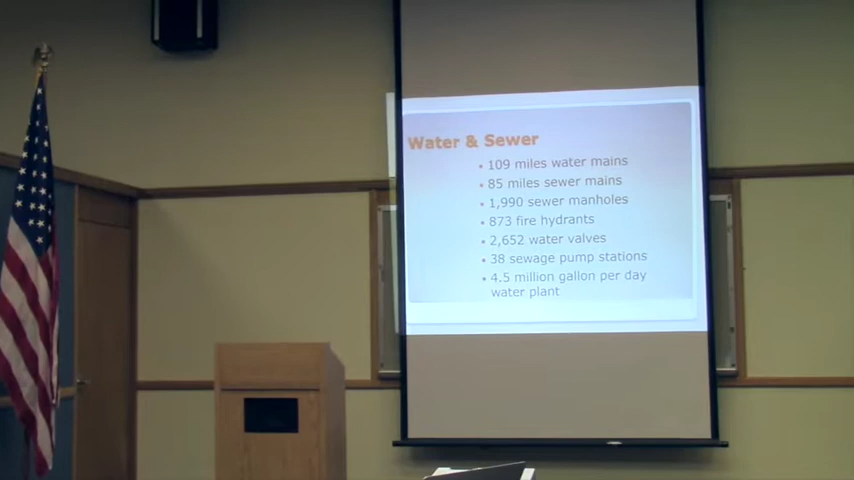 Water & Sewer
• 109 miles water mains
• 85 miles sewer mains
• 1,990 sewer manholes
• 873 fire hydrants
• 2,652 water valves
• 38 sewage pump stations
• 4.5 million gallon per day
water plant